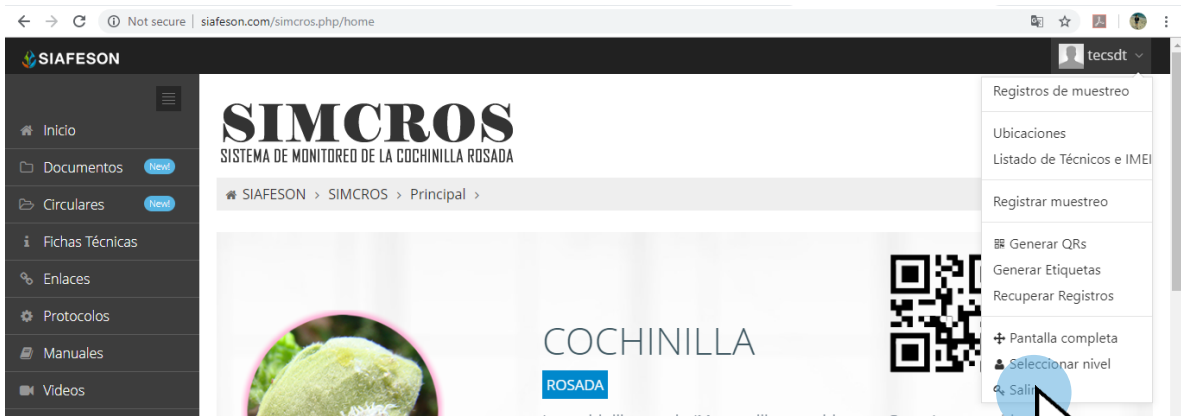 Not secure | siafeson.com/simcros.php/home
SIAFESON
tecsdt
Inicio
Documentos New!
Circulares New!
Fichas Técnicas
Enlaces
Protocolos
Manuales
Videos
SIMCROS
SISTEMA DE MONITOREO DE LA COCHINILLA ROSADA
SIAFESON > SIMCROS > Principal >
COCHINILLA
ROSADA
Registros de muestreo
Ubicaciones
Listado de Técnicos e IMEI
Registrar muestreo
Generar QRs
Generar Etiquetas
Recuperar Registros
Pantalla completa
Seleccionar nivel
Salir